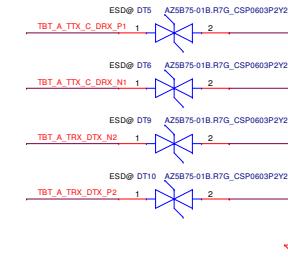 ESD@ DT5 AZ5B75-01B.R7G_CSP0603P2Y2
TBT_A_TTX_C_DRX_P1 1 2
ESD@ DT6 AZ5B75-01B.R7G_CSP0603P2Y2
TBT_A_TTX_C_DRX_N1 1 2
ESD@ DT9 AZ5B75-01B.R7G_CSP0603P2Y2
TBT_A_TRX_DTX_N2 1 2
ESD@ DT10 AZ5B75-01B.R7G_CSP0603P2Y2
TBT_A_TRX_DTX_P2 1 2